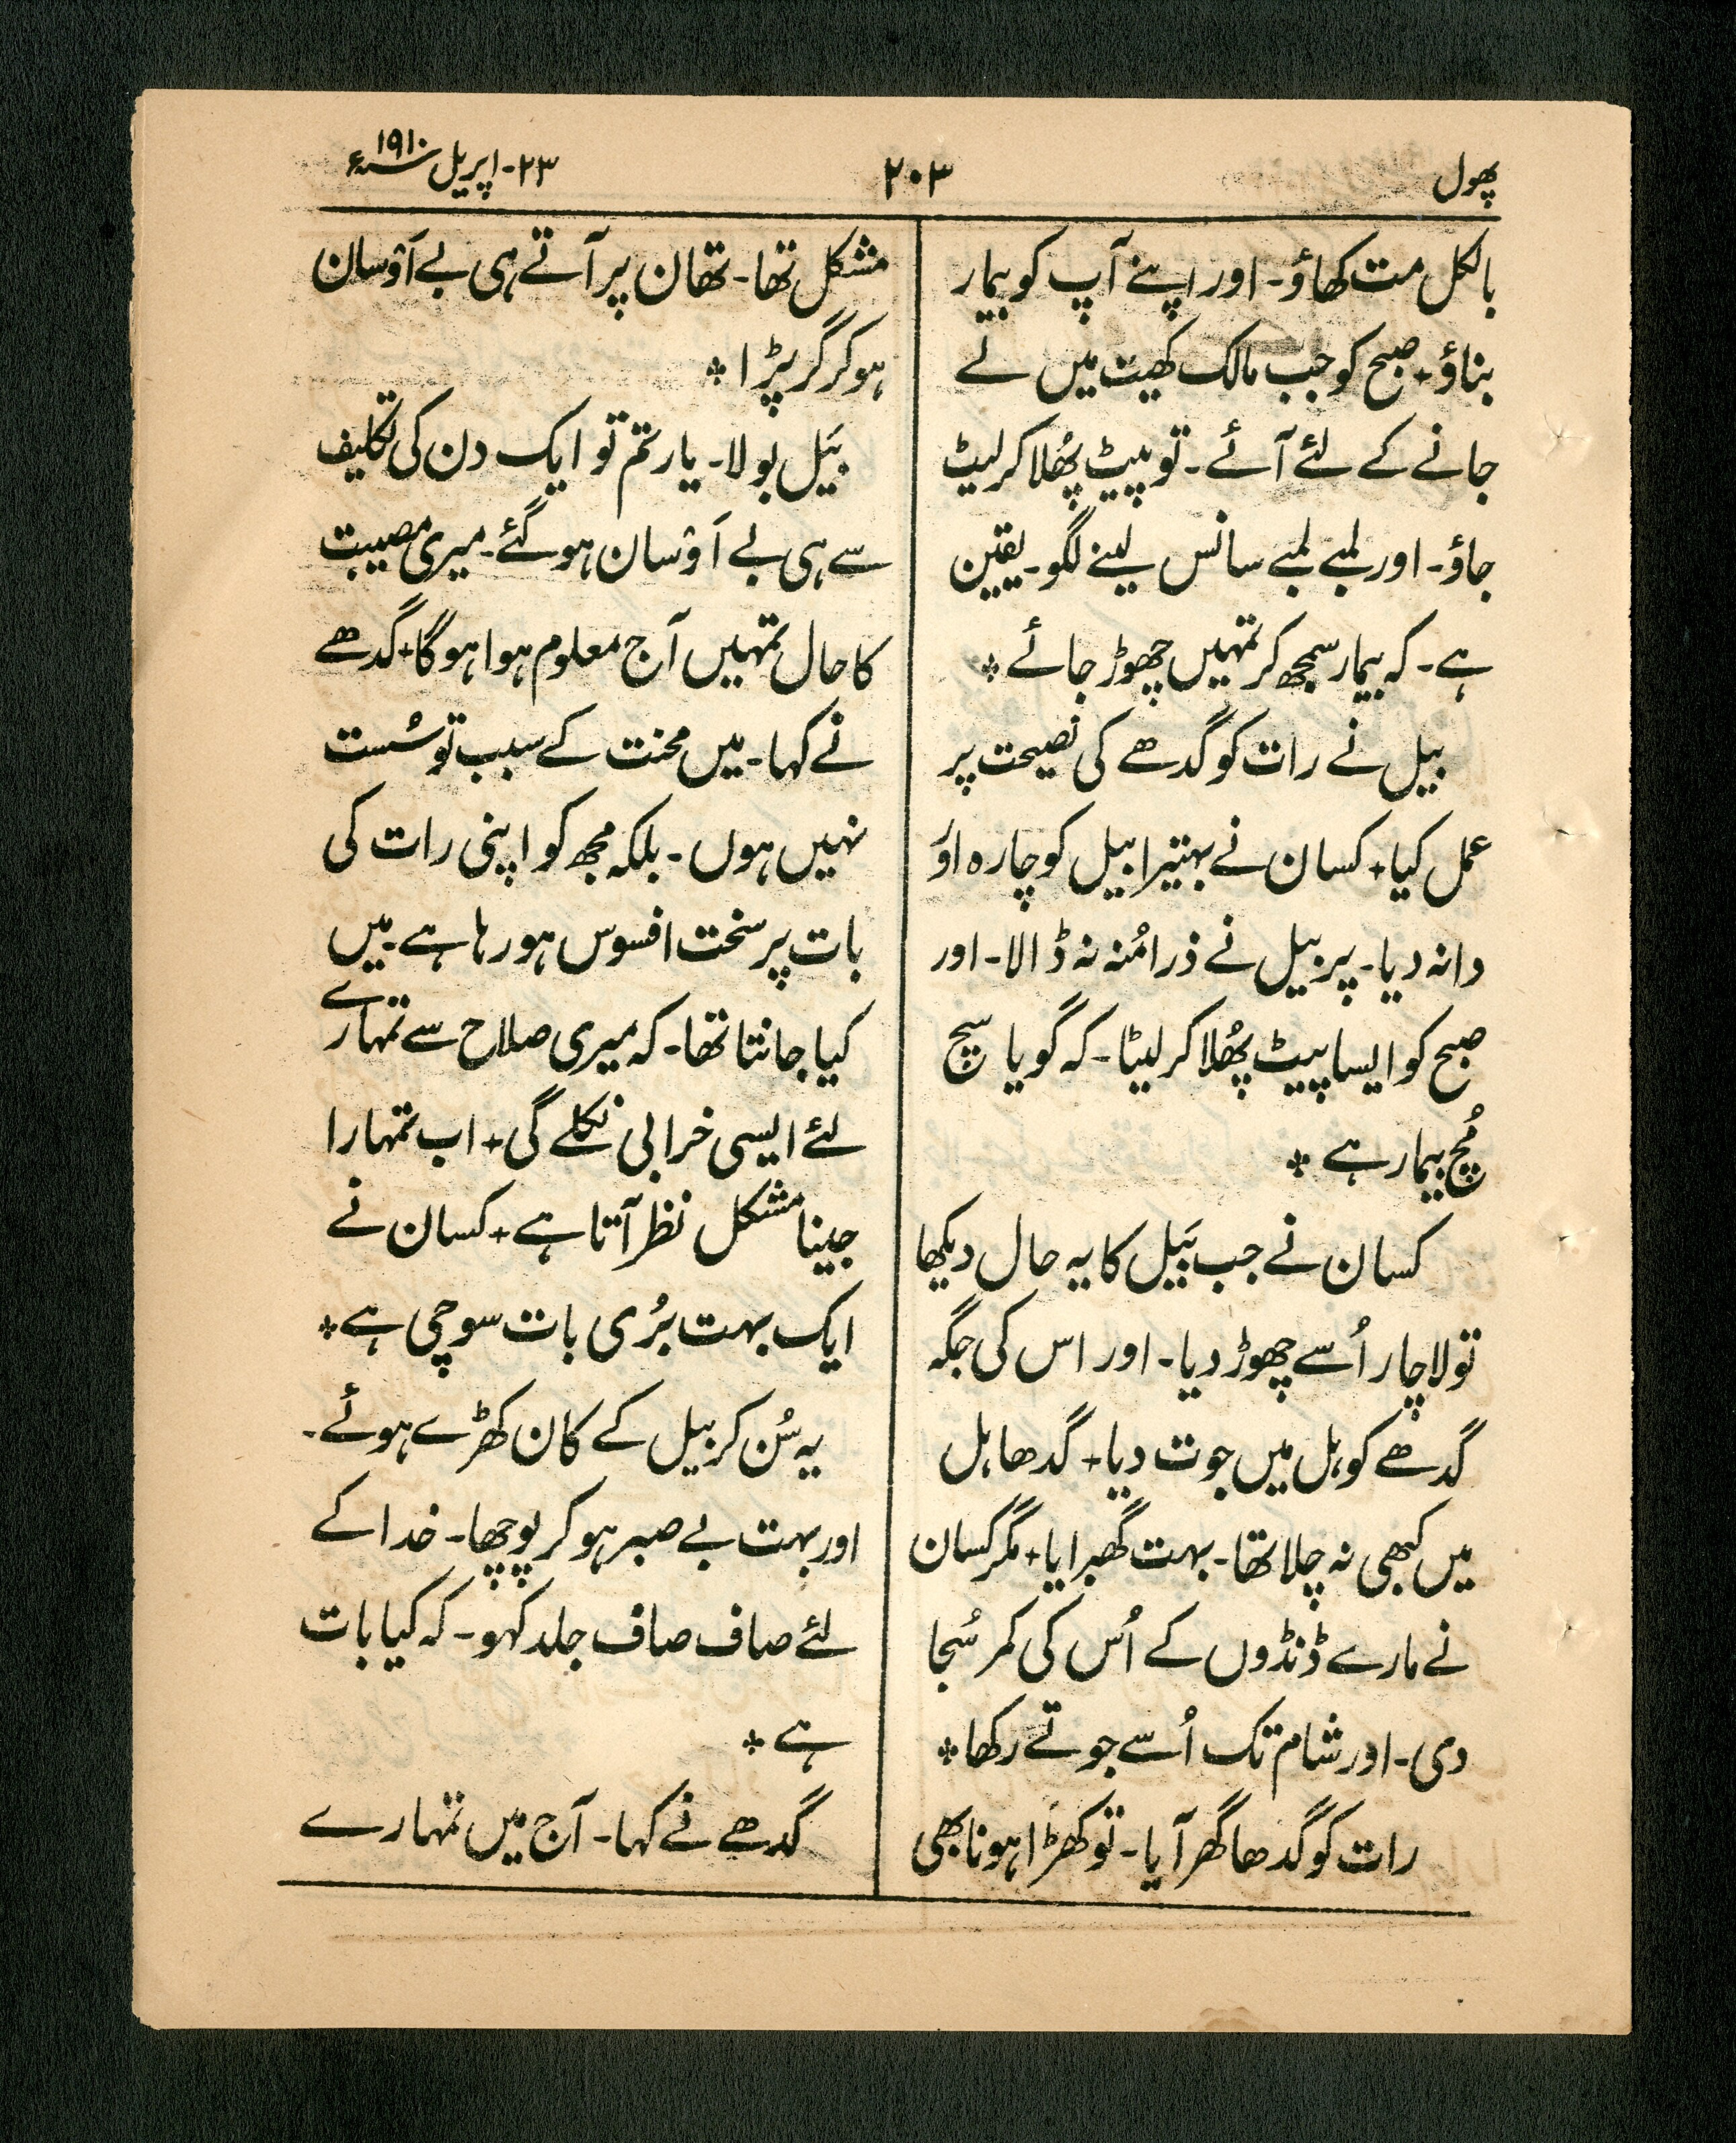 پھول
۲۰۳
۲۳- اپریل ۱۹۱۰ء
بالکل مت کھاؤ۔ اور اپنے آپ کو بیمار
بناؤ+ صبح کو جب مالک کھیت میں لے
جانے کے لئے آئے۔ تو پیٹ پُھلا کر لیٹ
جاؤ۔ اور لمبے لمبے سانس لینے لگو۔ یقین
ہے۔ کہ بیمار سمجھ کر تمہیں چھوڑ جائے *
بیل نے رات کو گدھے کی نصیحت پر
عمل کیا+ کسان نے بہتیرا بیل کو چارہ اوَ
دانہ دیا۔ پر بیل نے ذرا مُنہ نہ ڈالا۔ اور
صبح کو ایسا پیٹ پُھلا کر لیٹا۔ کہ گویا سچ
مُچ بیمار ہے *
کسان نے جب بَیل کا یہ حال دیکھا
تو لاچار اُسے چھوڑ دیا۔ اور اس کی جگہ
گدھے کو ہل میں جوت دیا+ گدھا ہل
میں کبھی نہ چلا تھا۔ بہت گھبرایا+ مگر کسان
نے مارے ڈنڈوں کے اُس کی کمر سُجا
دی۔ اور شام تک اُسے جوتے رکھا *
رات کو گدھا گھر آیا۔ تو کھڑا ہونا بھی
مشکل تھا۔ تھان پر آتے ہی بے اَؤسان
ہو کر گر پڑا *
بَیل بولا۔ یار تم تو ایک دن کی تکلیف
سے ہی بے اَؤسان ہو گئے۔ میری مصیبت
کا حال تمہیں آج معلوم ہوا ہوگا+ گدھے
نے کہا۔ میں محنت کے سبب تو سُست
نہیں ہوں۔ بلکہ مجھ کو اپنی رات کی
بات پر سخت افسوس ہو رہا ہے۔ میں
کیا جانتا تھا۔ کہ میری صلاح سے تمہارے
لئے ایسی خرابی نکلے گی+ اب تمہارا
جینا مشکل نظر آتا ہے+ کسان نے
ایک بہت بُری بات سوچی ہے *
یہ سُن کر بیل کے کان کھڑے ہوئے۔
اور بہت بے صبر ہو کر پوچھا۔ خدا کے
لئے صاف صاف جلد کہو۔ کہ کیا بات
ہے *
گدھے نے کہا۔ آج میں تمہارے